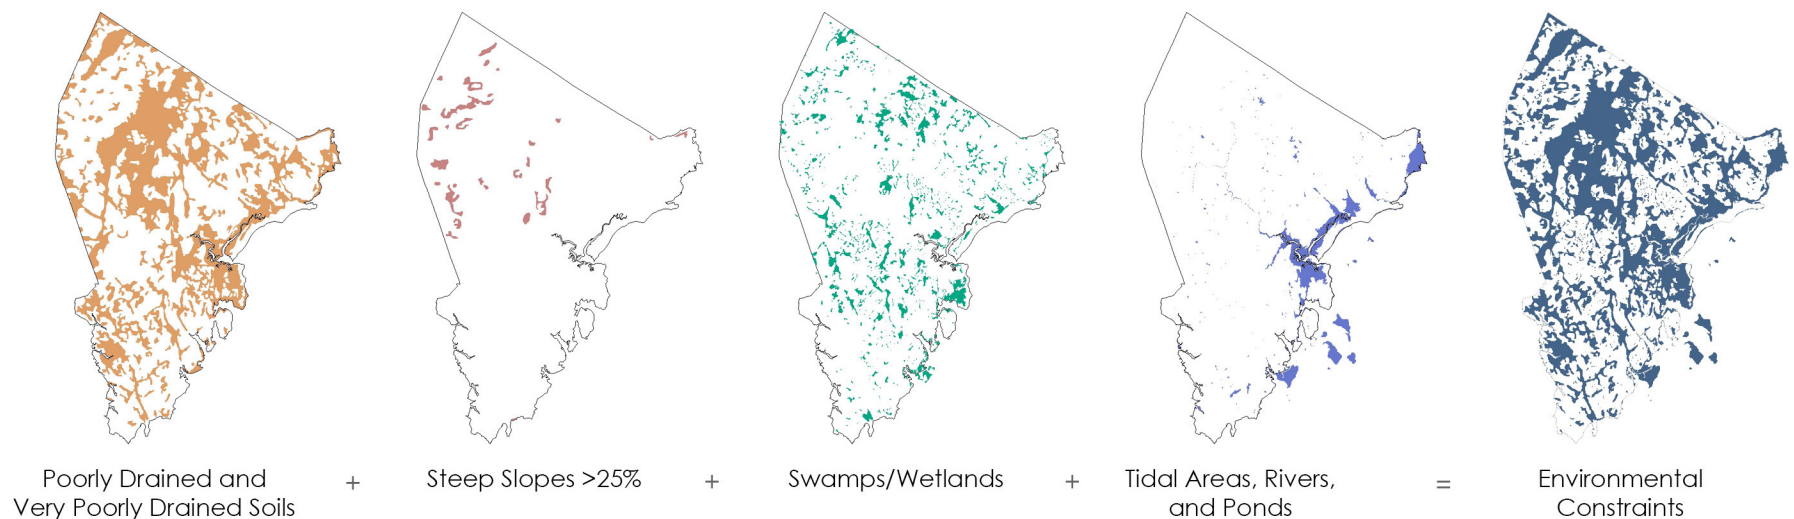 Poorly Drained and
Very Poorly Drained Soils
+
Steep Slopes >25%
+
Swamps/Wetlands
+
Tidal Areas, Rivers,
and Ponds
=
Environmental
Constraints